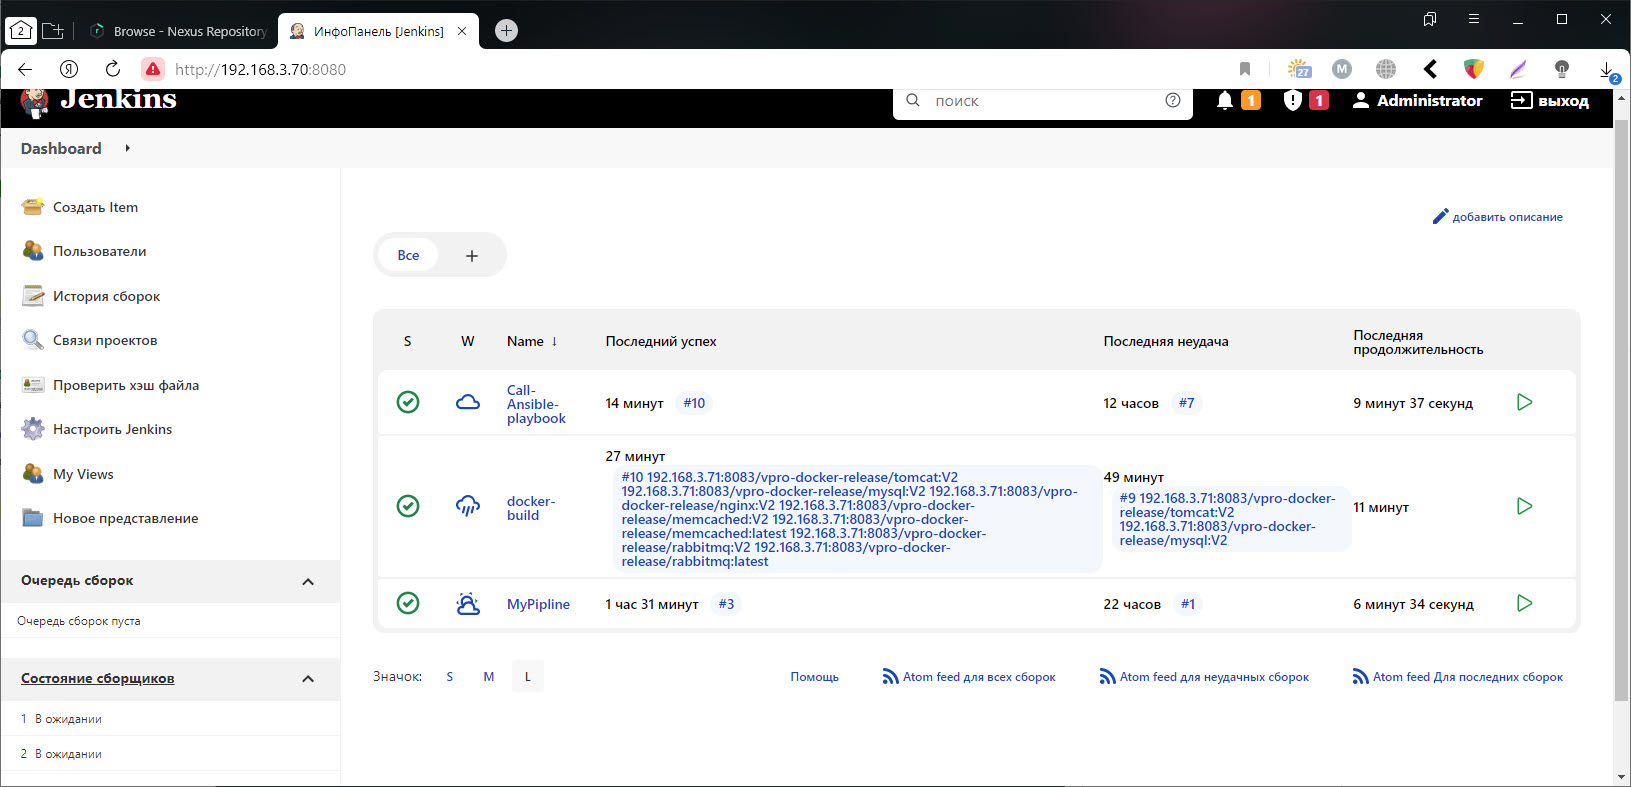 2
Browse - Nexus Repository
ИнфоПанель [Jenkins]
Я
http://192.168.3.70:8080
27
M
2
Jenkins
поиск
1
1
Administrator
выход
Dashboard
Создать Item
Пользователи
История сборок
Связи проектов
Проверить хэш файла
Настроить Jenkins
My Views
Новое представление
Очередь сборок
Очередь сборок пуста
Состояние сборщиков
1 В ожидании
2 В ожидании
добавить описание
Все +
S W Name ↓ Последний успех Последняя неудача Последняя
продолжительность
Call-
Ansible-
playbook
14 минут #10
12 часов #7
9 минут 37 секунд
docker-
build
27 минут
#10 192.168.3.71:8083/vpro-docker-release/tomcat:V2
192.168.3.71:8083/vpro-docker-release/mysql:V2 192.168.3.71:8083/vpro-
docker-release/nginx:V2 192.168.3.71:8083/vpro-docker-
release/memcached:V2 192.168.3.71:8083/vpro-docker-
release/memcached:latest 192.168.3.71:8083/vpro-docker-
release/rabbitmq:V2 192.168.3.71:8083/vpro-docker-
release/rabbitmq:latest
49 минут
#9 192.168.3.71:8083/vpro-docker-
release/tomcat:V2
192.168.3.71:8083/vpro-docker-
release/mysql:V2
11 минут
MyPipline
1 час 31 минут #3
22 часов #1
6 минут 34 секунд
Значок: S M L
Помощь
Atom feed для всех сборок
Atom feed для неудачных сборок
Atom feed Для последних сборок